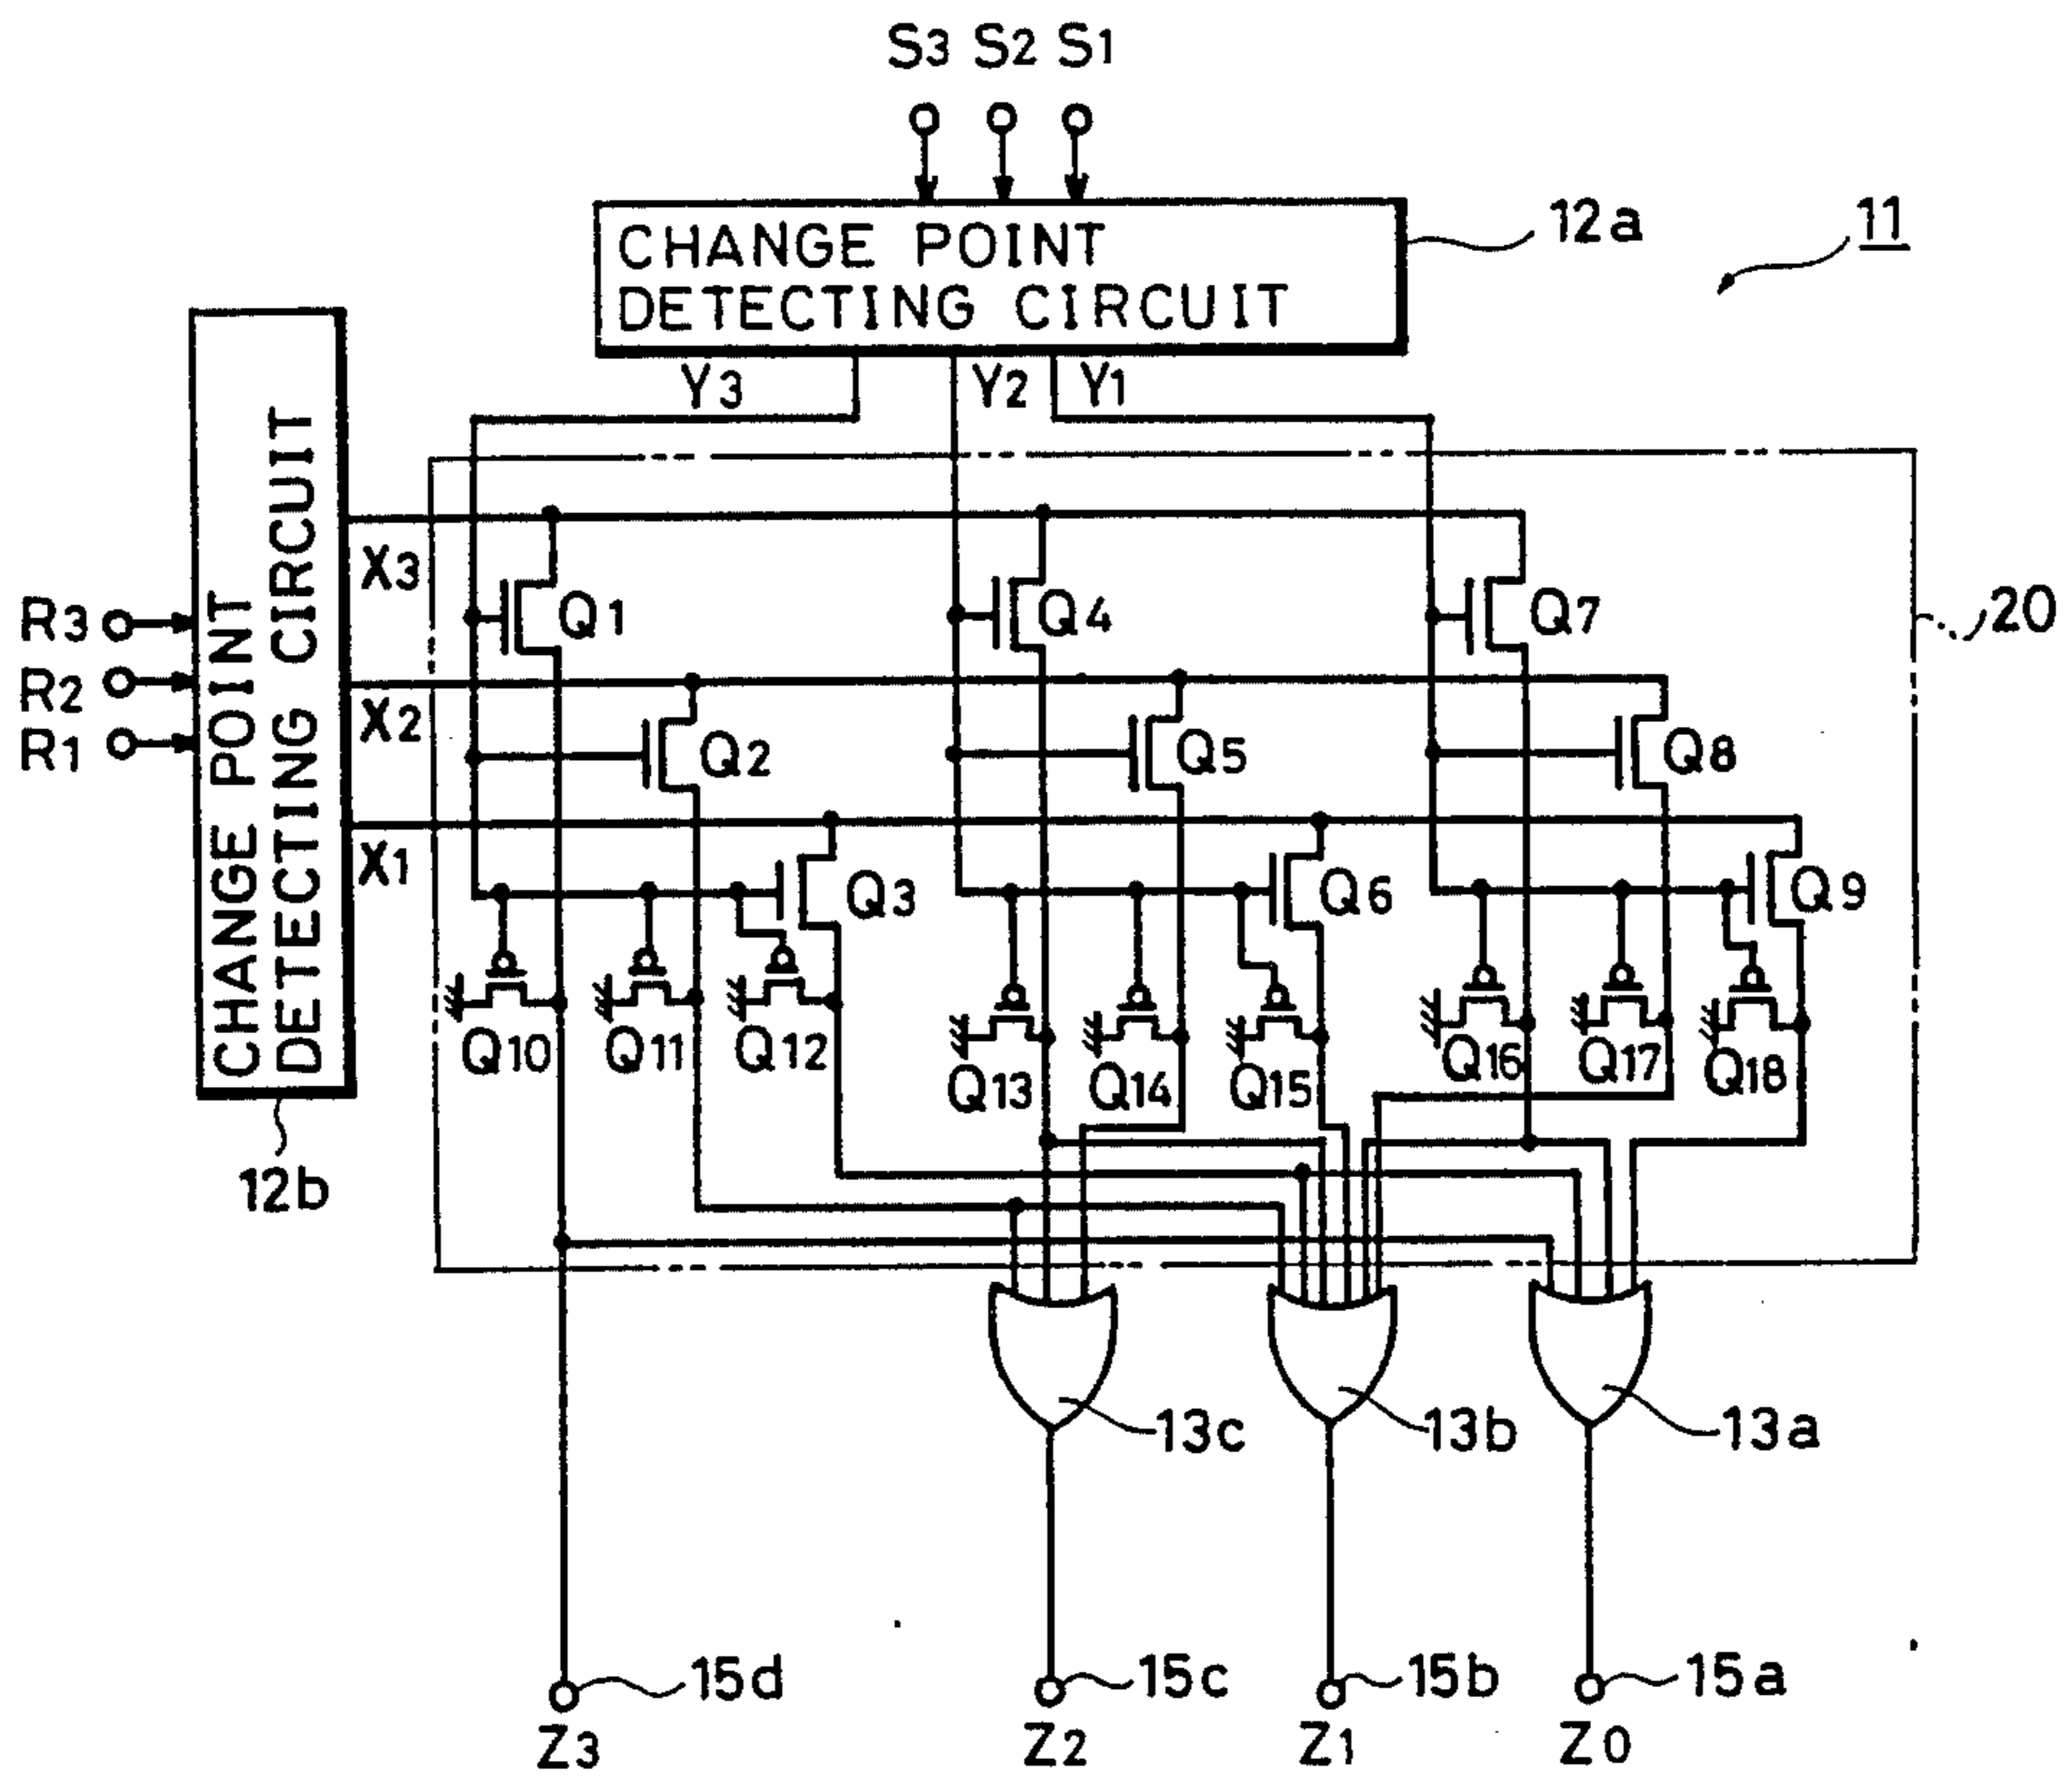 S3 S2 S1
CHANGE POINT
DETECTING CIRCUIT
12a
11
Y3 Y2 Y1
CHANGE POINT
DETECTING CIRCUIT
X3
Q1 Q4 Q7
20
R3
R2
R1
X2
Q2 Q5 Q8
X1
Q3 Q6 Q9
Q10 Q11 Q12
Q13 Q14 Q15
Q16 Q17 Q18
12b
13c 13b 13a
15d 15c 15b 15a
Z3 Z2 Z1 Z0